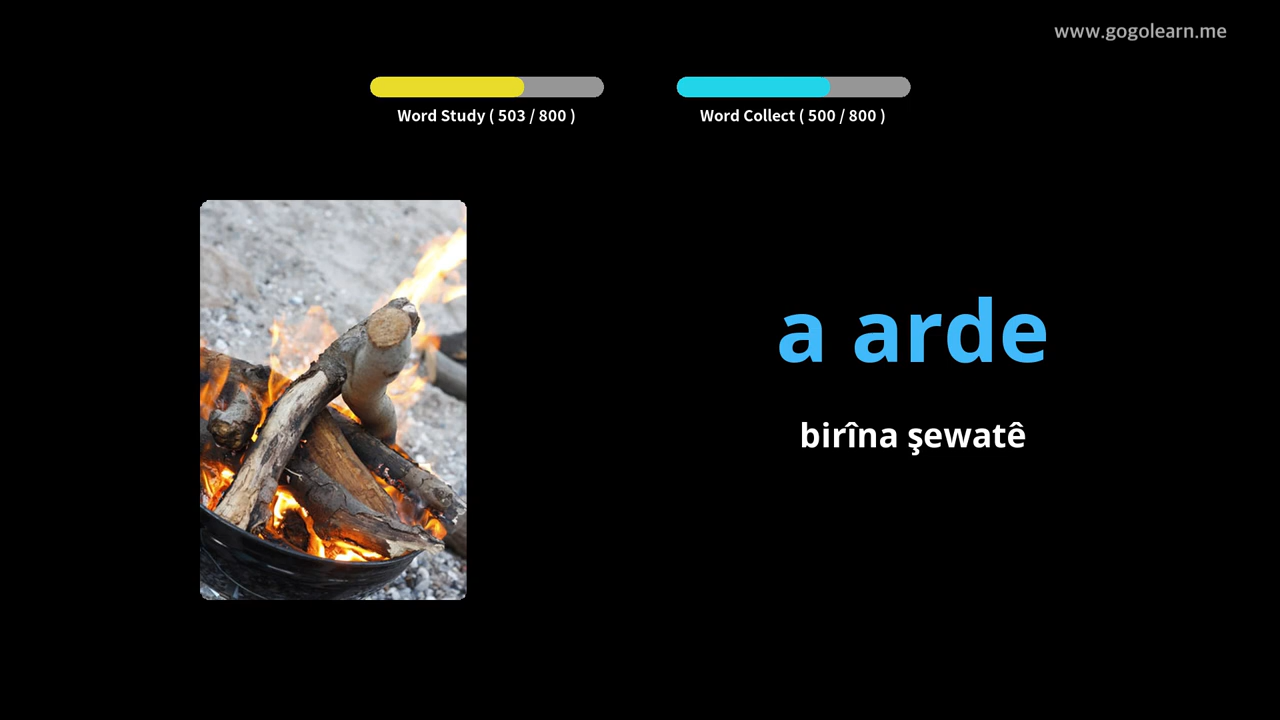 www.gogolearn.me
Word Study ( 503 / 800 )
Word Collect ( 500 / 800 )
a arde
birîna şewatê